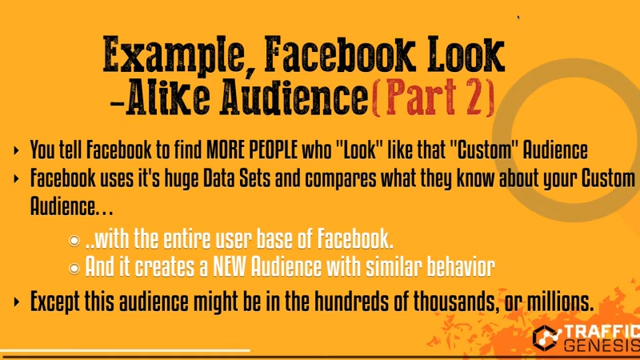 Example, Facebook Look
-Alike Audience(Part 2)
You tell Facebook to find MORE PEOPLE who "Look" like that "Custom" Audience
Facebook uses it's huge Data Sets and compares what they know about your Custom
Audience...
..with the entire user base of Facebook.
And it creates a NEW Audience with similar behavior
Except this audience might be in the hundreds of thousands, or millions.
TRAFFIC
GENESIS